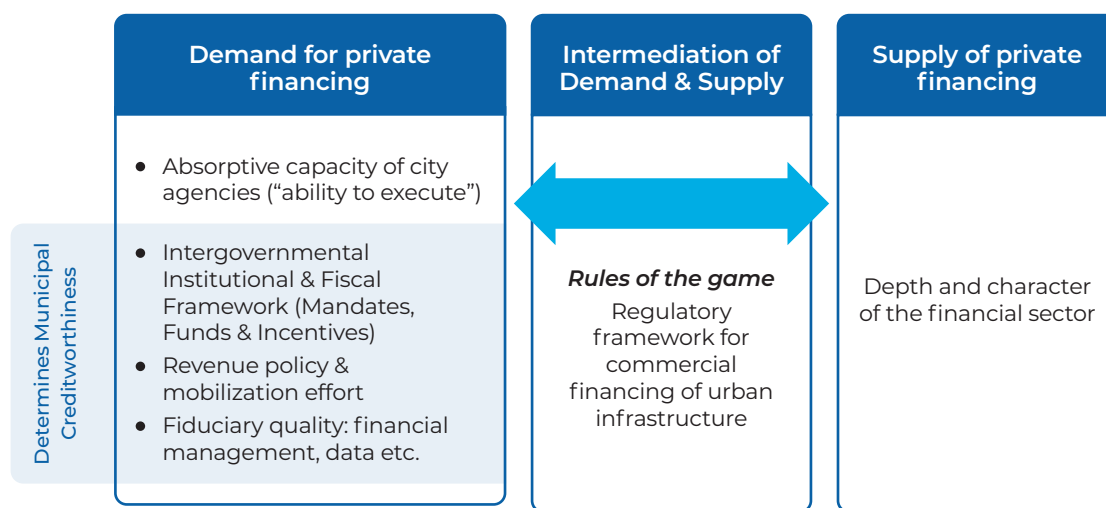 Demand for private
financing
Absorptive capacity of city
agencies (“ability to execute”)
Determines Municipal
Creditworthiness
Intergovernmental
Institutional & Fiscal
Framework (Mandates,
Funds & Incentives)
Revenue policy &
mobilization effort
Fiduciary quality: financial
management, data etc.
Intermediation of
Demand & Supply
Rules of the game
Regulatory
framework for
commercial
financing of urban
infrastructure
Supply of private
financing
Depth and character
of the financial sector